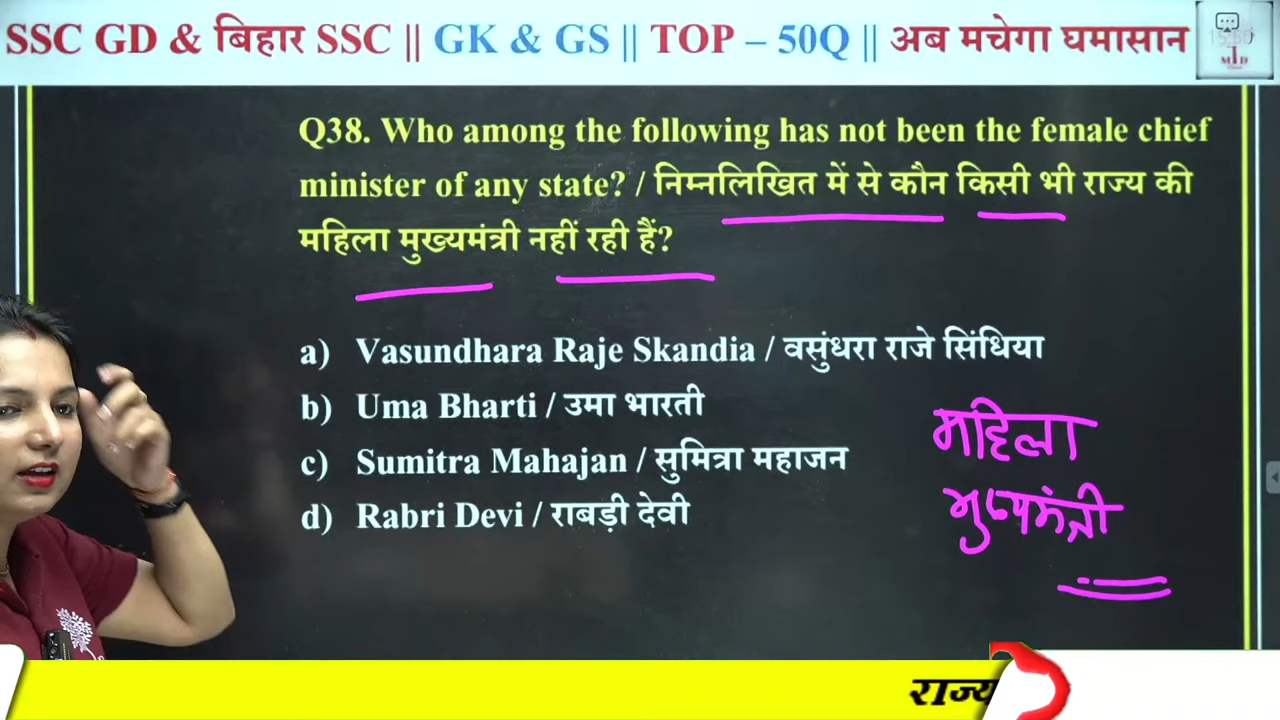 SSC GD & बिहार SSC || GK & GS || TOP – 50Q || अब मचेगा घमासान
Q38. Who among the following has not been the female chief
minister of any state? / निम्नलिखित में से कौन किसी भी राज्य की
महिला मुख्यमंत्री नहीं रही हैं?
a) Vasundhara Raje Skandia / वसुंधरा राजे सिंधिया
b) Uma Bharti / उमा भारती
c) Sumitra Mahajan / सुमित्रा महाजन
d) Rabri Devi / राबड़ी देवी
महिला
मुख्यमंत्री
राज्य